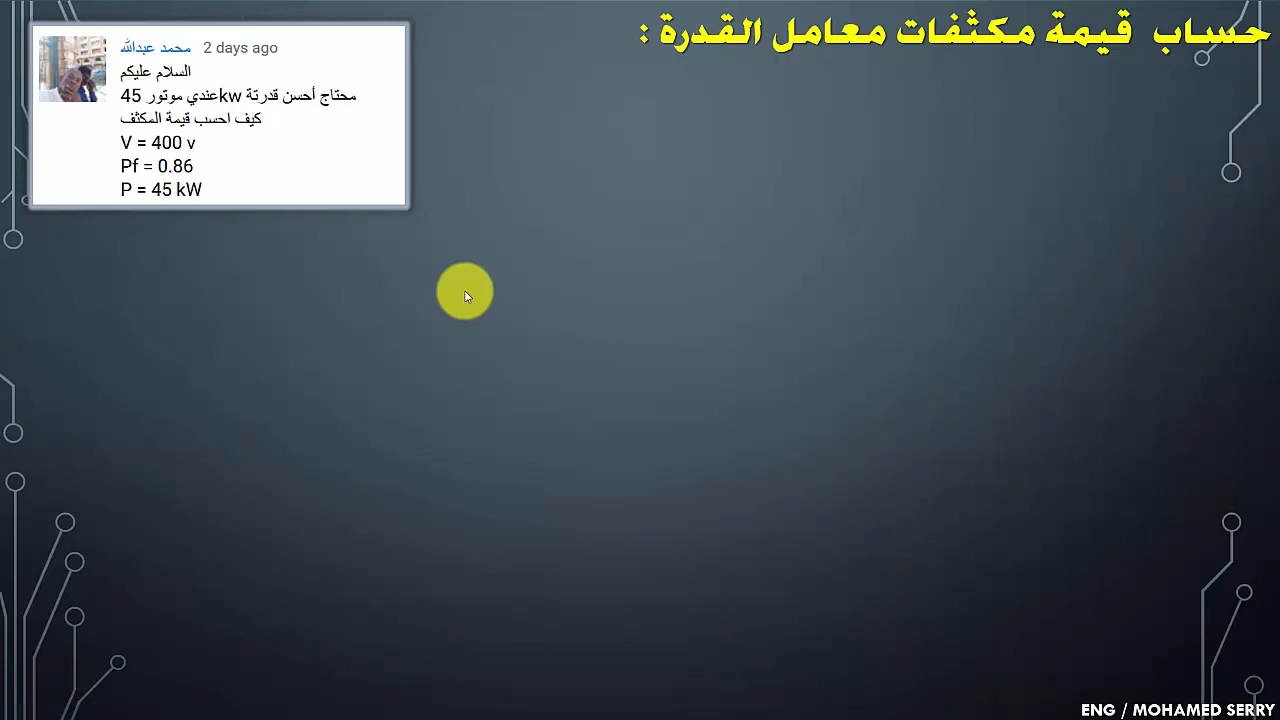 حساب قيمة مكثفات معامل القدرة :
محمد عبدالله 2 days ago
السلام عليكم
محتاج أحسن قدرتة kwعندي موتور 45
كيف احسب قيمة المكثف
V = 400 v
Pf = 0.86
P = 45 kW
ENG / MOHAMED SERRY